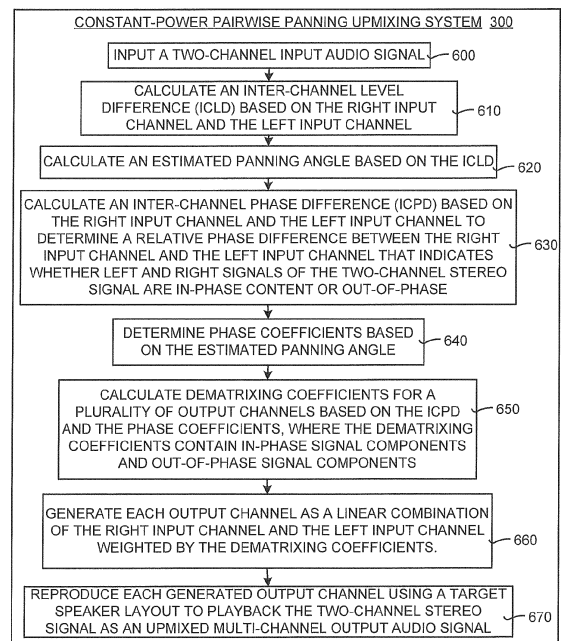 CONSTANT-POWER PAIRWISE PANNING UPMIXING SYSTEM 300
INPUT A TWO-CHANNEL INPUT AUDIO SIGNAL
600
CALCULATE AN INTER-CHANNEL LEVEL
DIFFERENCE (ICLD) BASED ON THE RIGHT INPUT
CHANNEL AND THE LEFT INPUT CHANNEL
610
CALCULATE AN ESTIMATED PANNING ANGLE BASED ON THE ICLD
620
CALCULATE AN INTER-CHANNEL PHASE DIFFERENCE (ICPD) BASED ON
THE RIGHT INPUT CHANNEL AND THE LEFT INPUT CHANNEL TO
DETERMINE A RELATIVE PHASE DIFFERENCE BETWEEN THE RIGHT
INPUT CHANNEL AND THE LEFT INPUT CHANNEL THAT INDICATES
WHETHER LEFT AND RIGHT SIGNALS OF THE TWO-CHANNEL STEREO
SIGNAL ARE IN-PHASE CONTENT OR OUT-OF-PHASE
630
DETERMINE PHASE COEFFICIENTS BASED
ON THE ESTIMATED PANNING ANGLE
640
CALCULATE DEMATRIXING COEFFICIENTS FOR A
PLURALITY OF OUTPUT CHANNELS BASED ON THE ICPD
AND THE PHASE COEFFICIENTS, WHERE THE DEMATRIXING
COEFFICIENTS CONTAIN IN-PHASE SIGNAL COMPONENTS
AND OUT-OF-PHASE SIGNAL COMPONENTS
650
GENERATE EACH OUTPUT CHANNEL AS A LINEAR COMBINATION
OF THE RIGHT INPUT CHANNEL AND THE LEFT INPUT CHANNEL
WEIGHTED BY THE DEMATRIXING COEFFICIENTS.
660
REPRODUCE EACH GENERATED OUTPUT CHANNEL USING A TARGET
SPEAKER LAYOUT TO PLAYBACK THE TWO-CHANNEL STEREO
SIGNAL AS AN UPMIXED MULTI-CHANNEL OUTPUT AUDIO SIGNAL
670